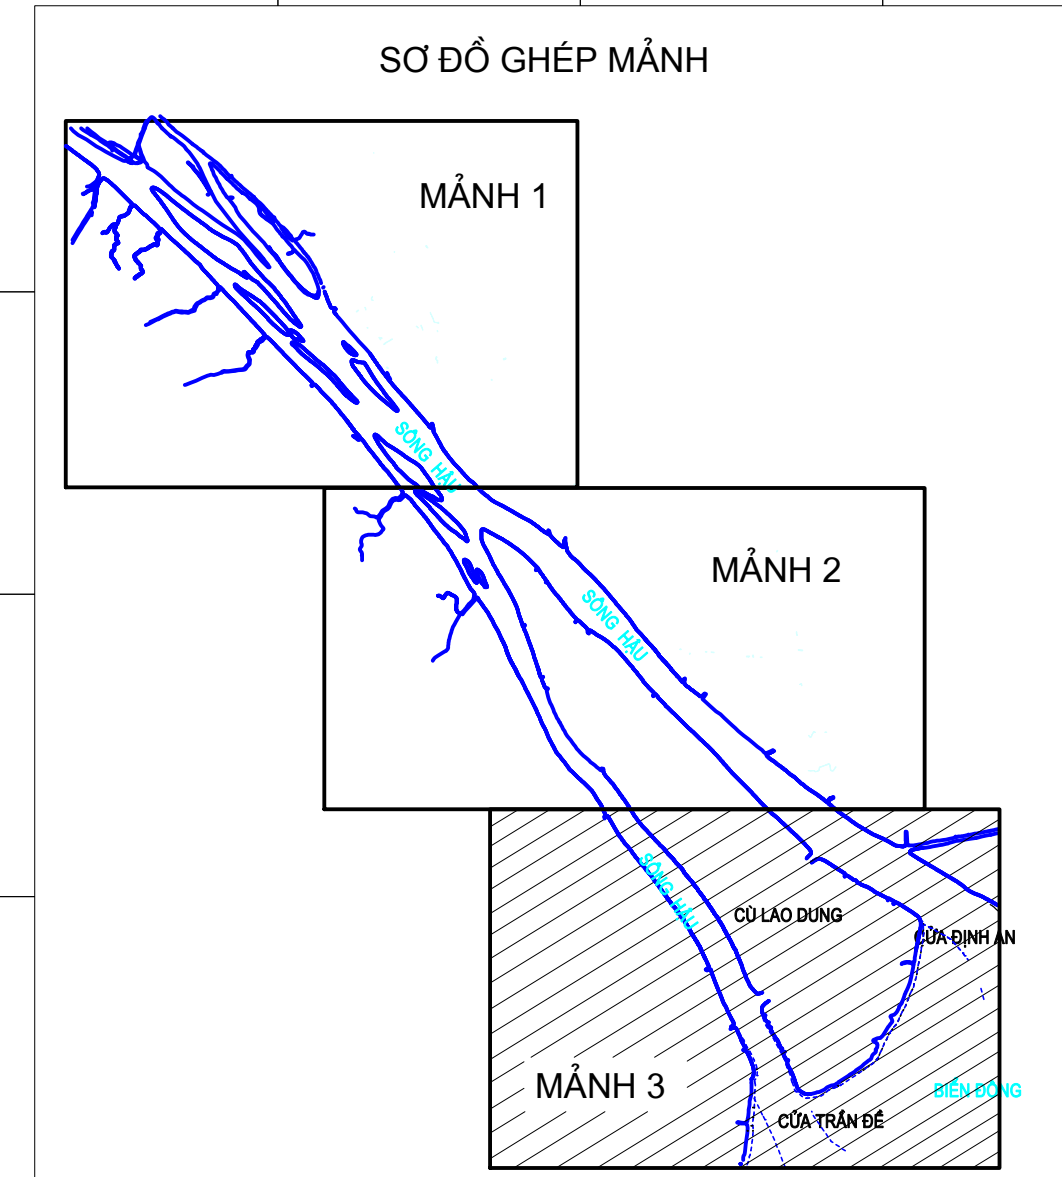 SƠ ĐỒ GHÉP MẢNH
MẢNH 1
SÔNG HẬU
MẢNH 2
SÔNG HẬU
SÔNG HẬU
CÙ LAO DUNG
CỬA ĐỊNH AN
MẢNH 3
BIỂN ĐÔNG
CỬA TRẦN ĐỀ